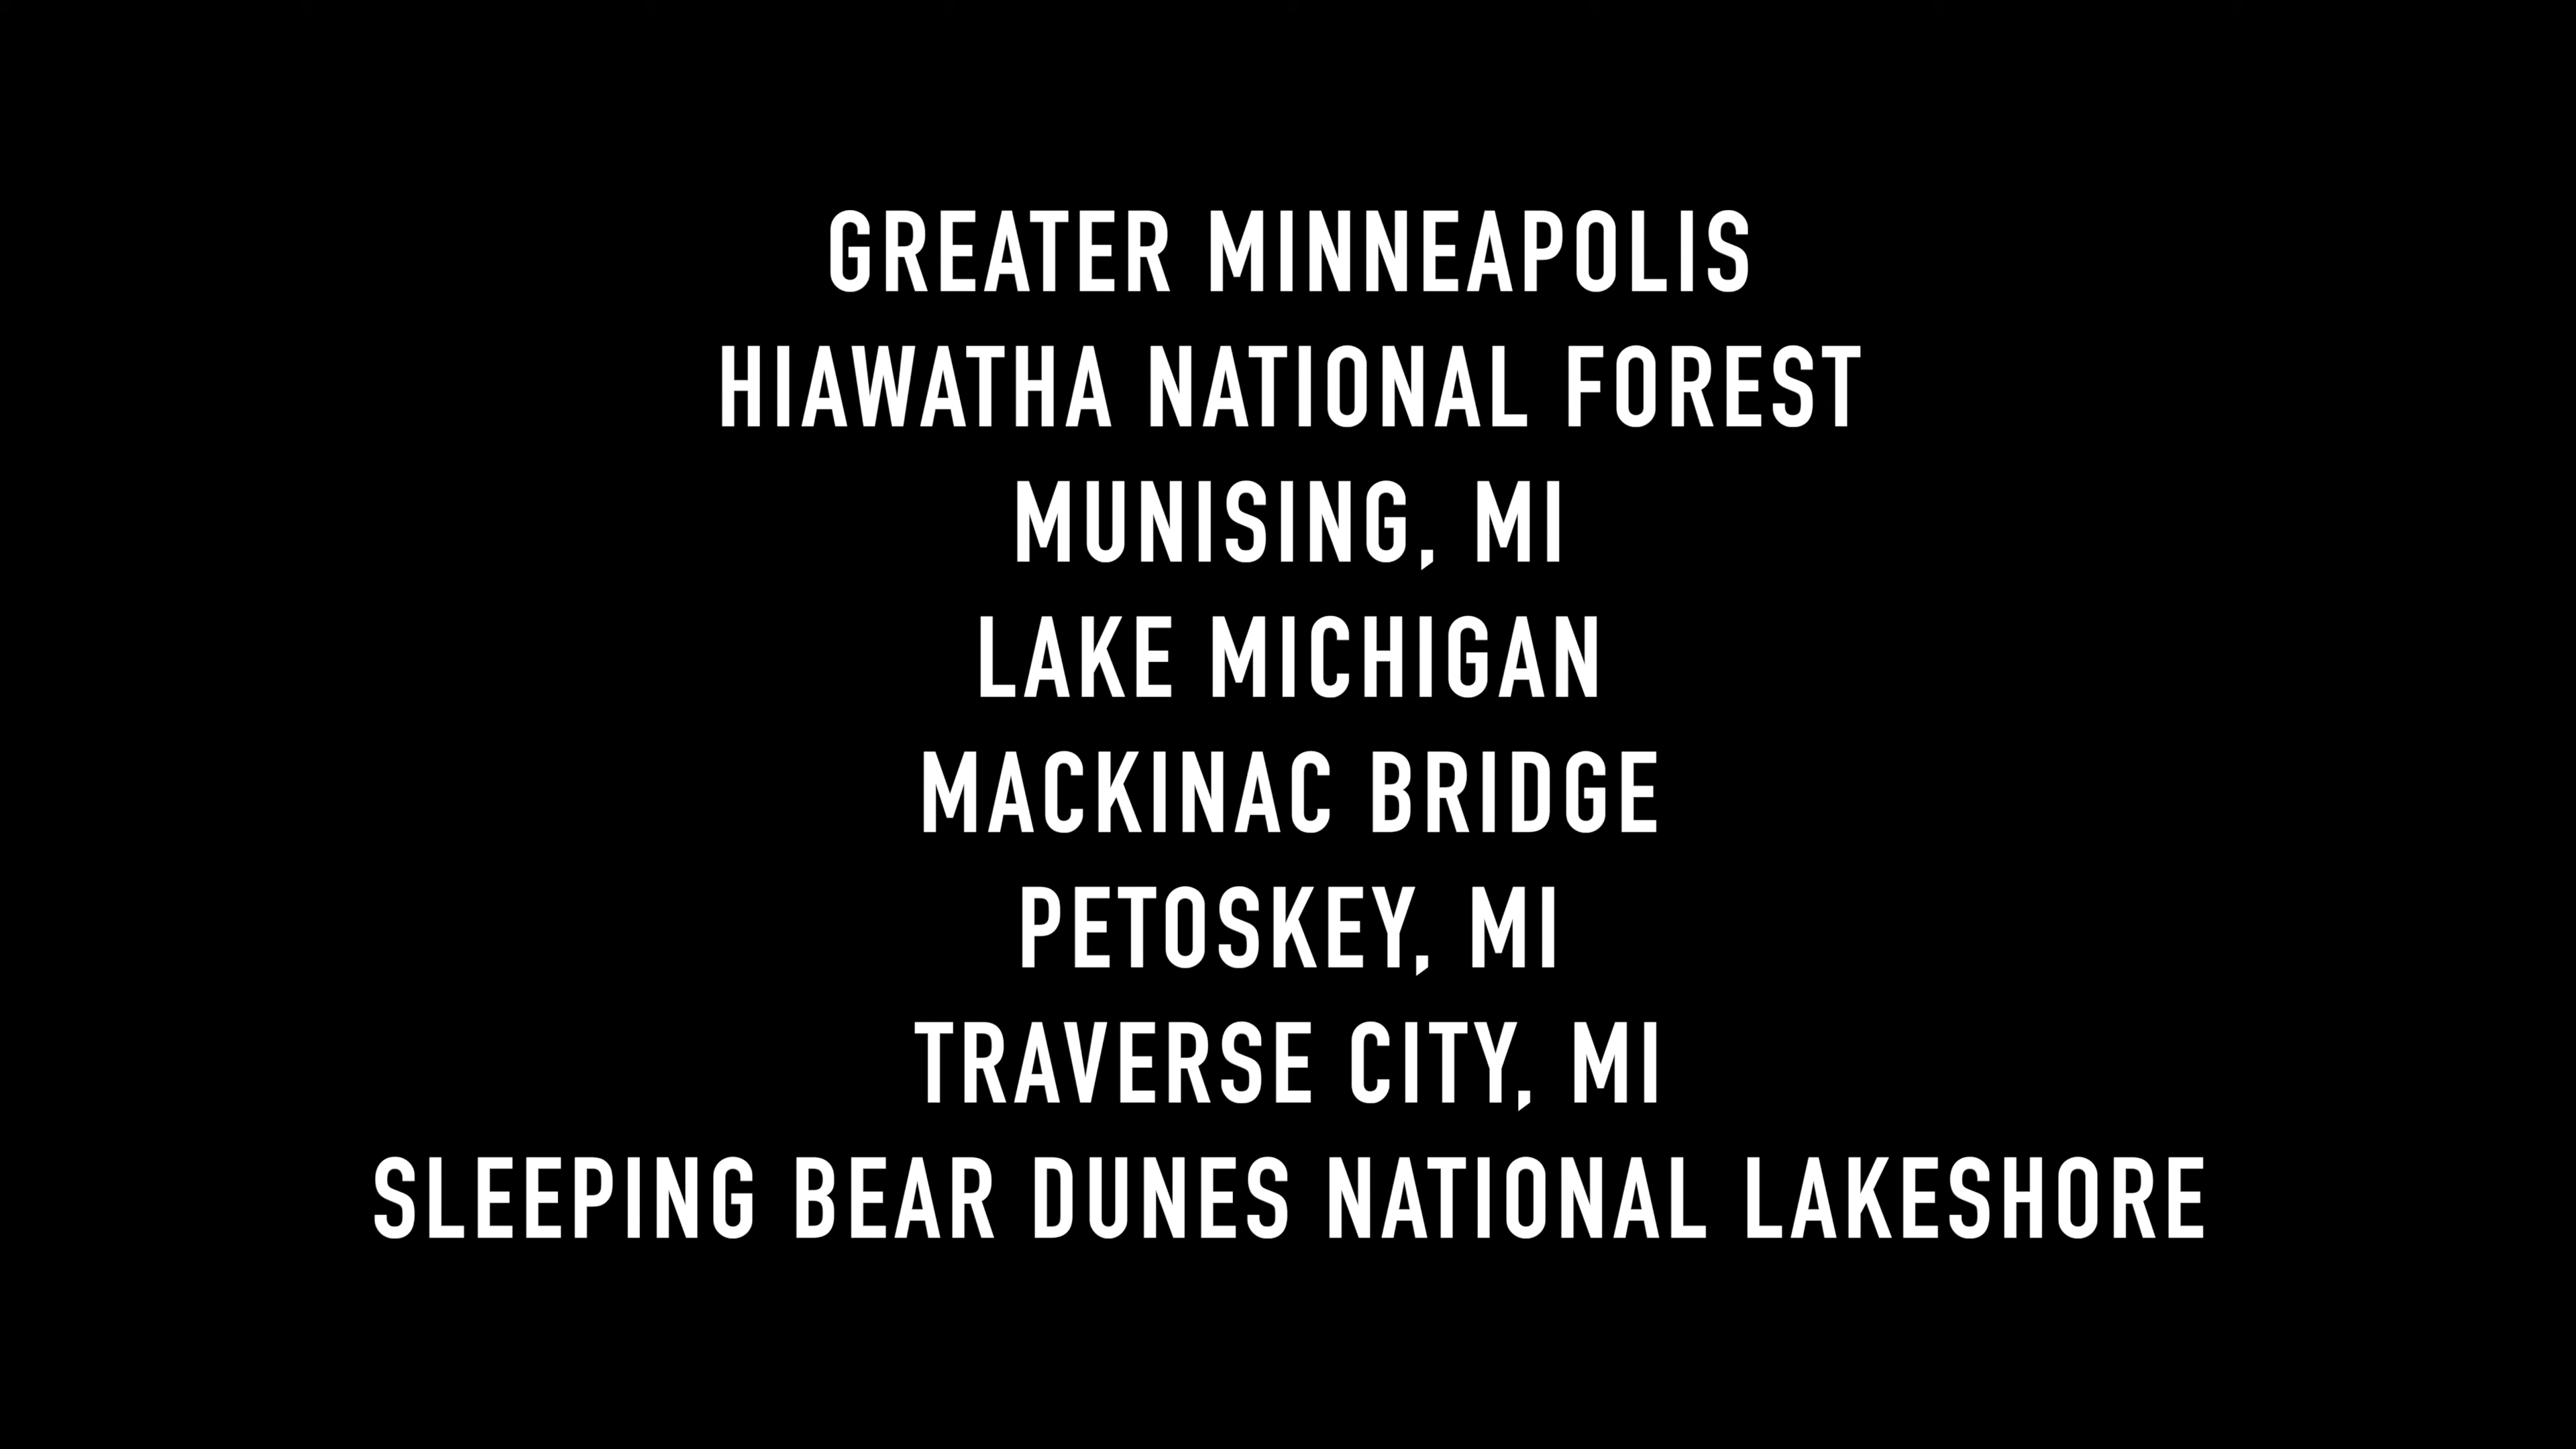 GREATER MINNEAPOLIS
HIAWATHA NATIONAL FOREST
MUNISING, MI
LAKE MICHIGAN
MACKINAC BRIDGE
PETOSKEY, MI
TRAVERSE CITY, MI
SLEEPING BEAR DUNES NATIONAL LAKESHORE